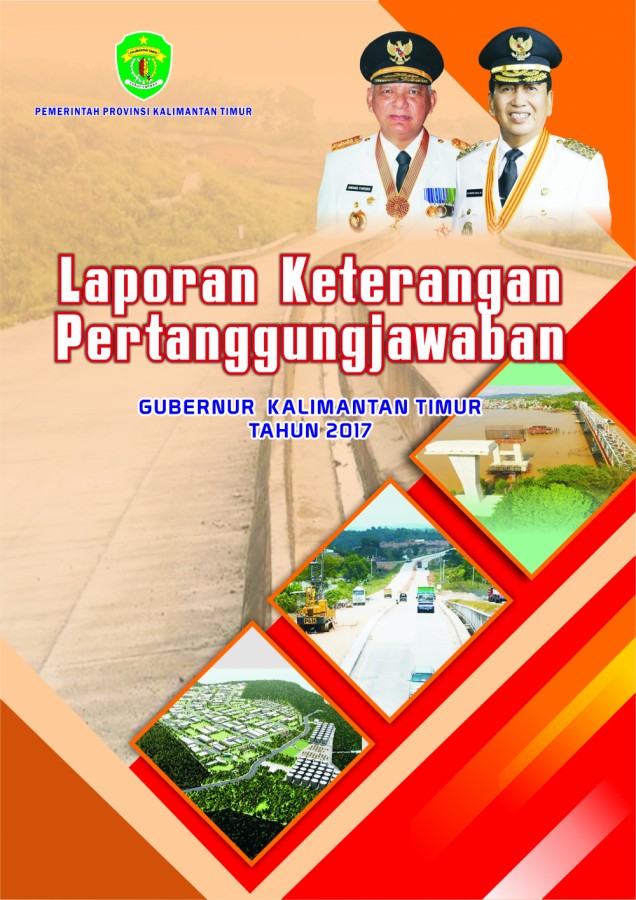 PEMERINTAH PROVINSI KALIMANTAN TIMUR
Laporan Keterangan
Pertanggungjawaban
GUBERNUR KALIMANTAN TIMUR
TAHUN 2017